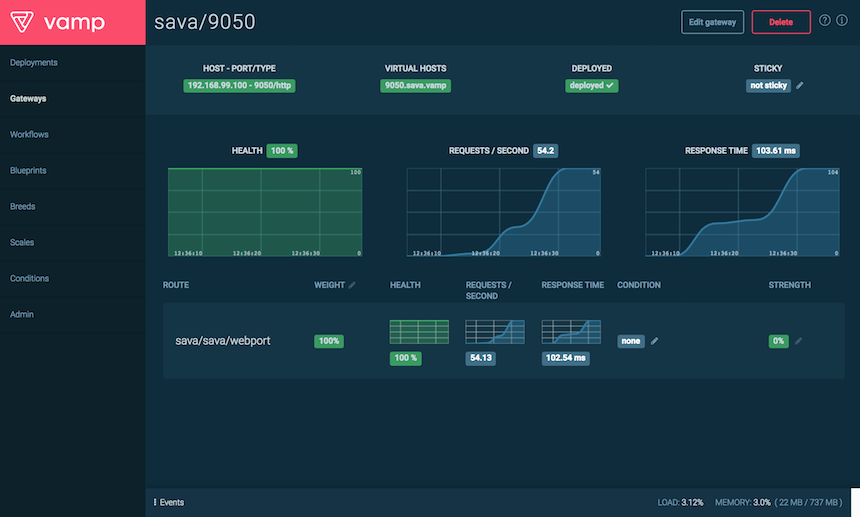 vamp
sava/9050
Edit gateway
Delete
Deployments
Gateways
Workflows
Blueprints
Breeds
Scales
Conditions
Admin
HOST - PORT/TYPE
192.168.99.100 - 9050/http
VIRTUAL HOSTS
9050.sava.vamp
DEPLOYED
deployed
STICKY
not sticky
HEALTH 100 %
100
12:36:10 12:36:20 12:36:30 0
REQUESTS / SECOND 54.2
54
12:36:10 12:36:20 12:36:30 0
RESPONSE TIME 103.61 ms
104
12:36:10 12:36:20 12:36:30 0
ROUTE WEIGHT HEALTH REQUESTS / SECOND RESPONSE TIME CONDITION STRENGTH
sava/sava/webport 100% 100 % 54.13 102.54 ms none 0%
Events
LOAD: 3.12% MEMORY: 3.0% ( 22 MB / 737 MB )